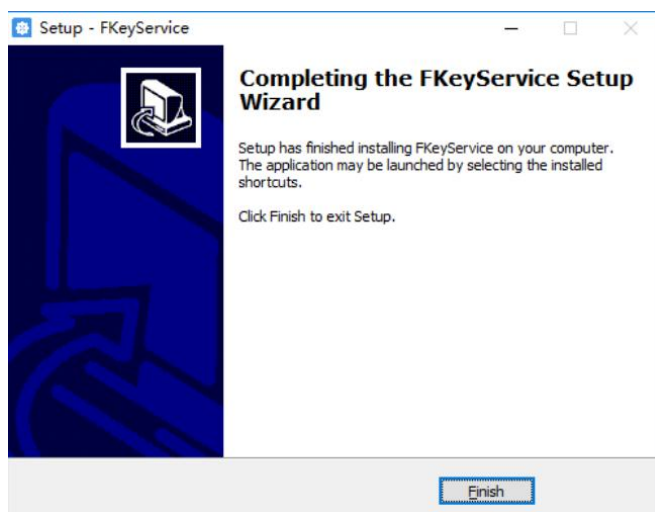 Setup - FKeyService
Completing the FKeyService Setup
Wizard
Setup has finished installing FKeyService on your computer.
The application may be launched by selecting the installed
shortcuts.
Click Finish to exit Setup.
Finish